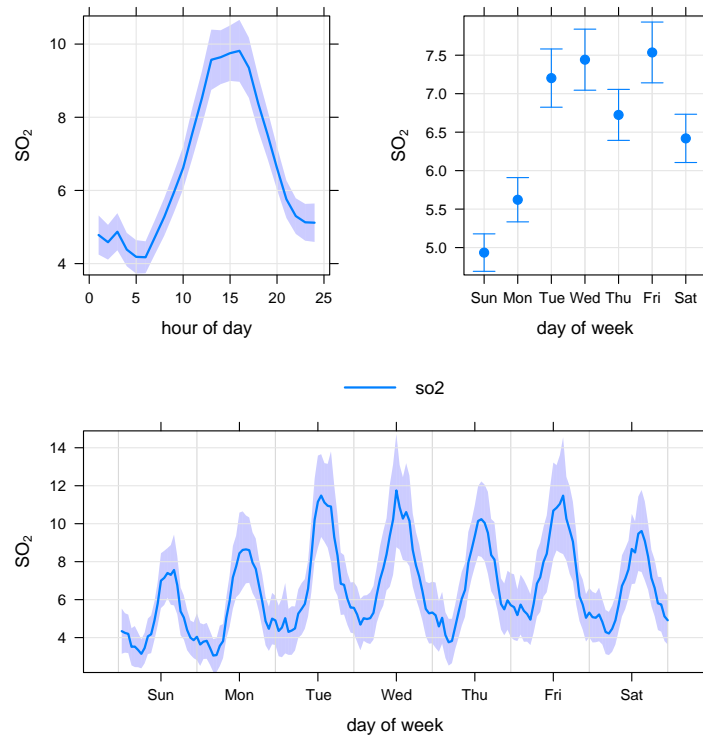 10
8
6
4
SO₂
0 5 10 15 20 25
hour of day
7.5
7.0
6.5
6.0
5.5
5.0
SO₂
Sun Mon Tue Wed Thu Fri Sat
day of week
so2
14
12
10
8
6
4
SO₂
Sun Mon Tue Wed Thu Fri Sat
day of week